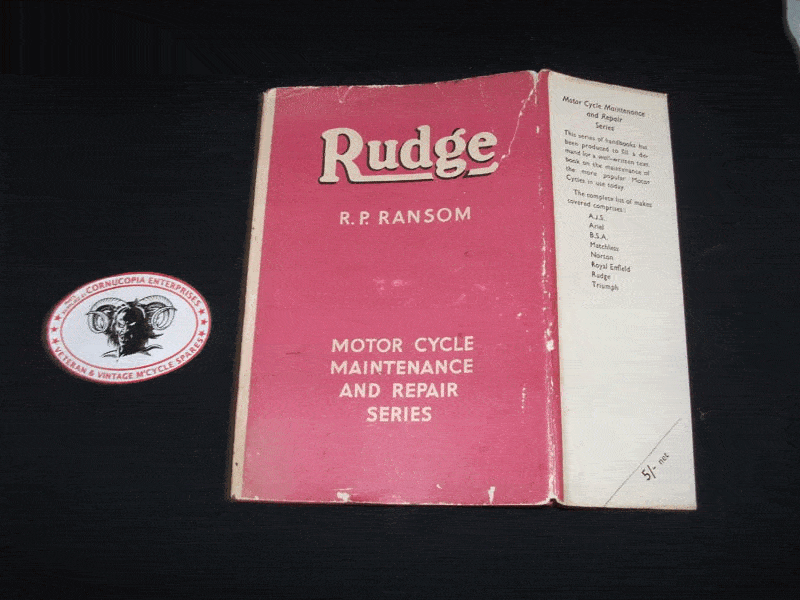 Rudge
R.P. RANSOM
MOTOR CYCLE
MAINTENANCE
AND REPAIR
SERIES
Motor Cycle Maintenance
and Repair
Series
This series of handbooks has
been produced to fill a de-
mand for a well-written text
book on the maintenance of
the more popular Motor
Cycles in use today.
The complete list of makes
covered comprises:
A.J.S.
Ariel
B.S.A.
Matchless
Norton
Royal Enfield
Rudge
Triumph
5/- net
CORNUCOPIA ENTERPRISES
VETERAN & VINTAGE M'CYCLE SPARES